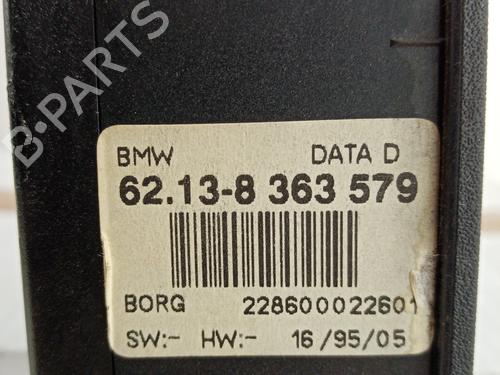 BMW DATA D
62.13-8 363 579
BORG 228600022601
SW:- HW:- 16/95/05
B-PARTS